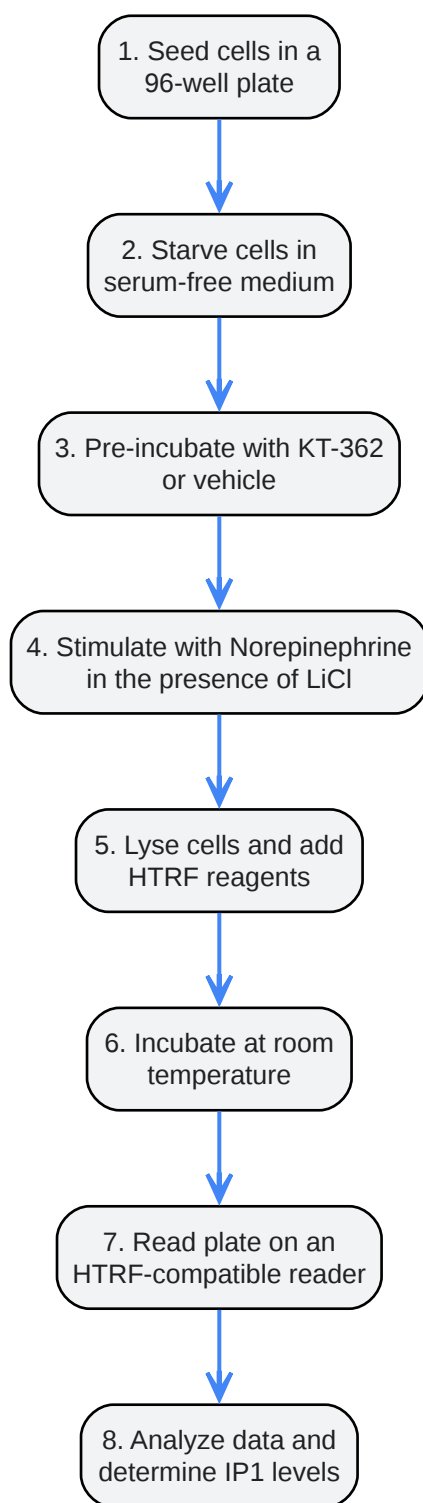 1. Seed cells in a
96-well plate
2. Starve cells in
serum-free medium
3. Pre-incubate with KT-362
or vehicle
4. Stimulate with Norepinephrine
in the presence of LiCl
5. Lyse cells and add
HTRF reagents
6. Incubate at room
temperature
7. Read plate on an
HTRF-compatible reader
8. Analyze data and
determine IP1 levels